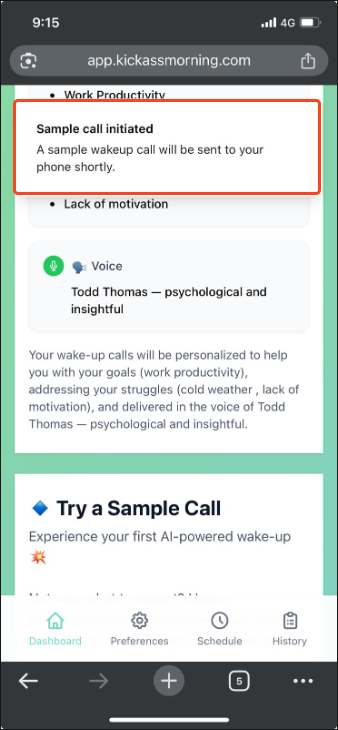 9:15
4G
app.kickassmorning.com
Work Productivity
Sample call initiated
A sample wakeup call will be sent to your
phone shortly.
Lack of motivation
Voice
Todd Thomas — psychological and
insightful
Your wake-up calls will be personalized to help
you with your goals (work productivity),
addressing your struggles (cold weather , lack of
motivation), and delivered in the voice of Todd
Thomas — psychological and insightful.
Try a Sample Call
Experience your first AI-powered wake-up
Dashboard
Preferences
Schedule
History
5